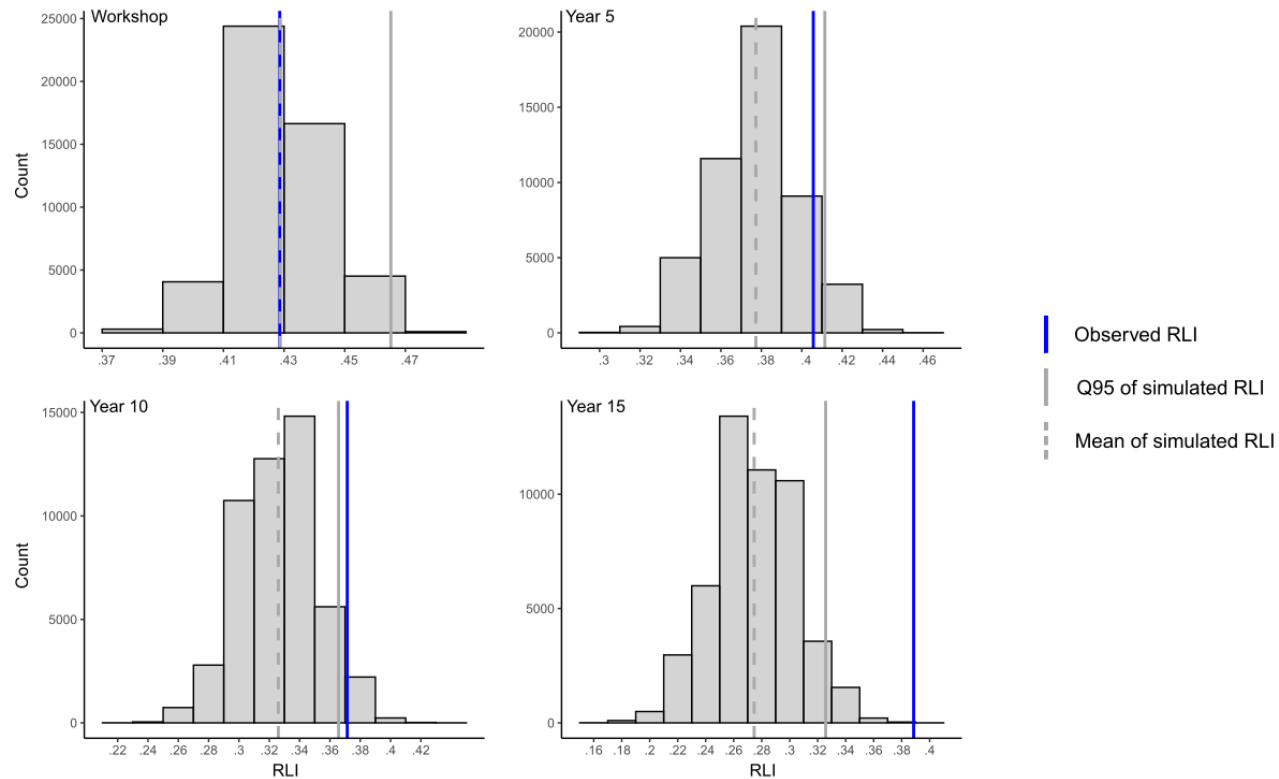 Workshop
Count
25000
20000
15000
10000
5000
0
.37 .39 .41 .43 .45 .47
Year 5
20000
15000
10000
5000
0
.3 .32 .34 .36 .38 .4 .42 .44 .46
Year 10
Count
15000
10000
5000
0
.22 .24 .26 .28 .3 .32 .34 .36 .38 .4 .42
RLI
Year 15
10000
5000
0
.16 .18 .2 .22 .24 .26 .28 .3 .32 .34 .36 .38 .4
RLI
Observed RLI
Q95 of simulated RLI
Mean of simulated RLI